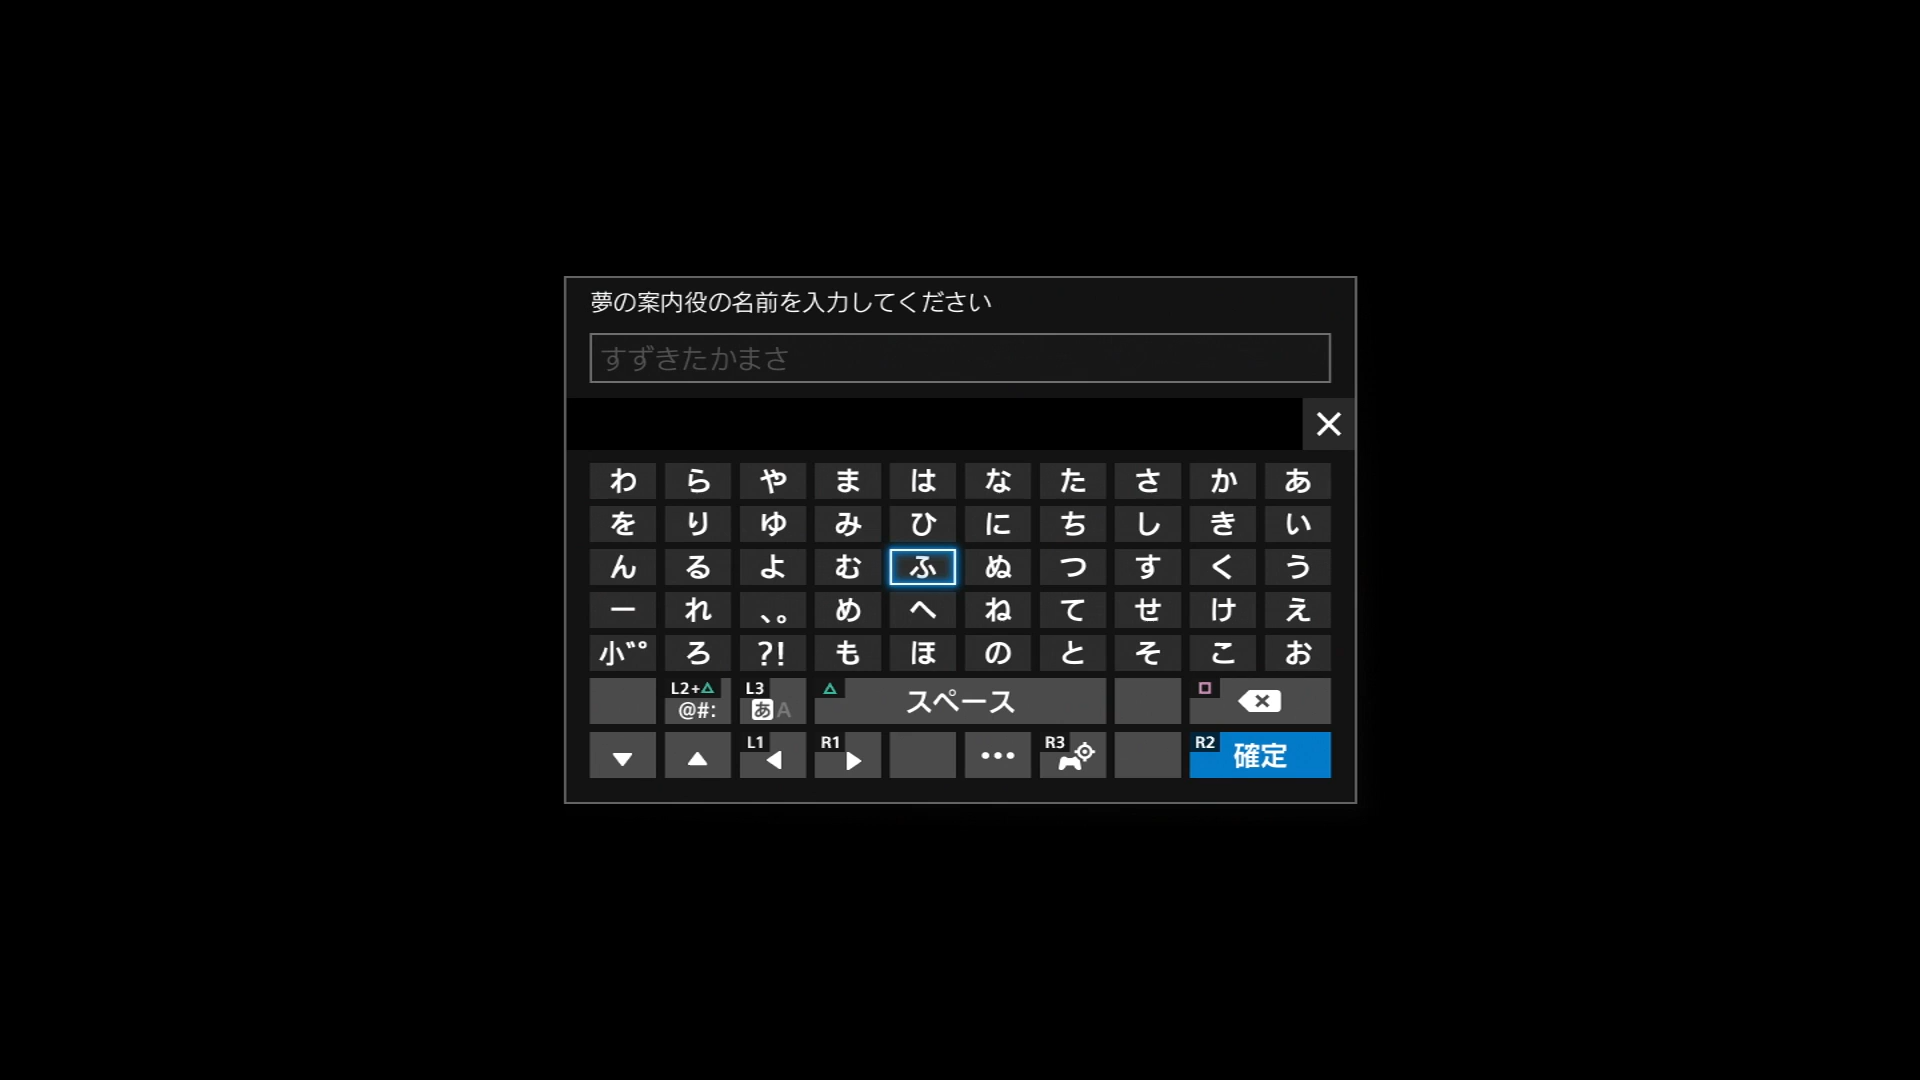 夢の案内役の名前を入力してください
すずきたかまさ
わ ら や ま は な た さ か あ
を り ゆ み ひ に ち し き い
ん る よ む ふ ぬ つ す く う
ー れ 、。 め へ ね て せ け え
小゛゜ ろ ?! も ほ の と そ こ お
L2+△ @#: L3 あ A △ スペース □
L1 R1 ••• R3 R2 確定